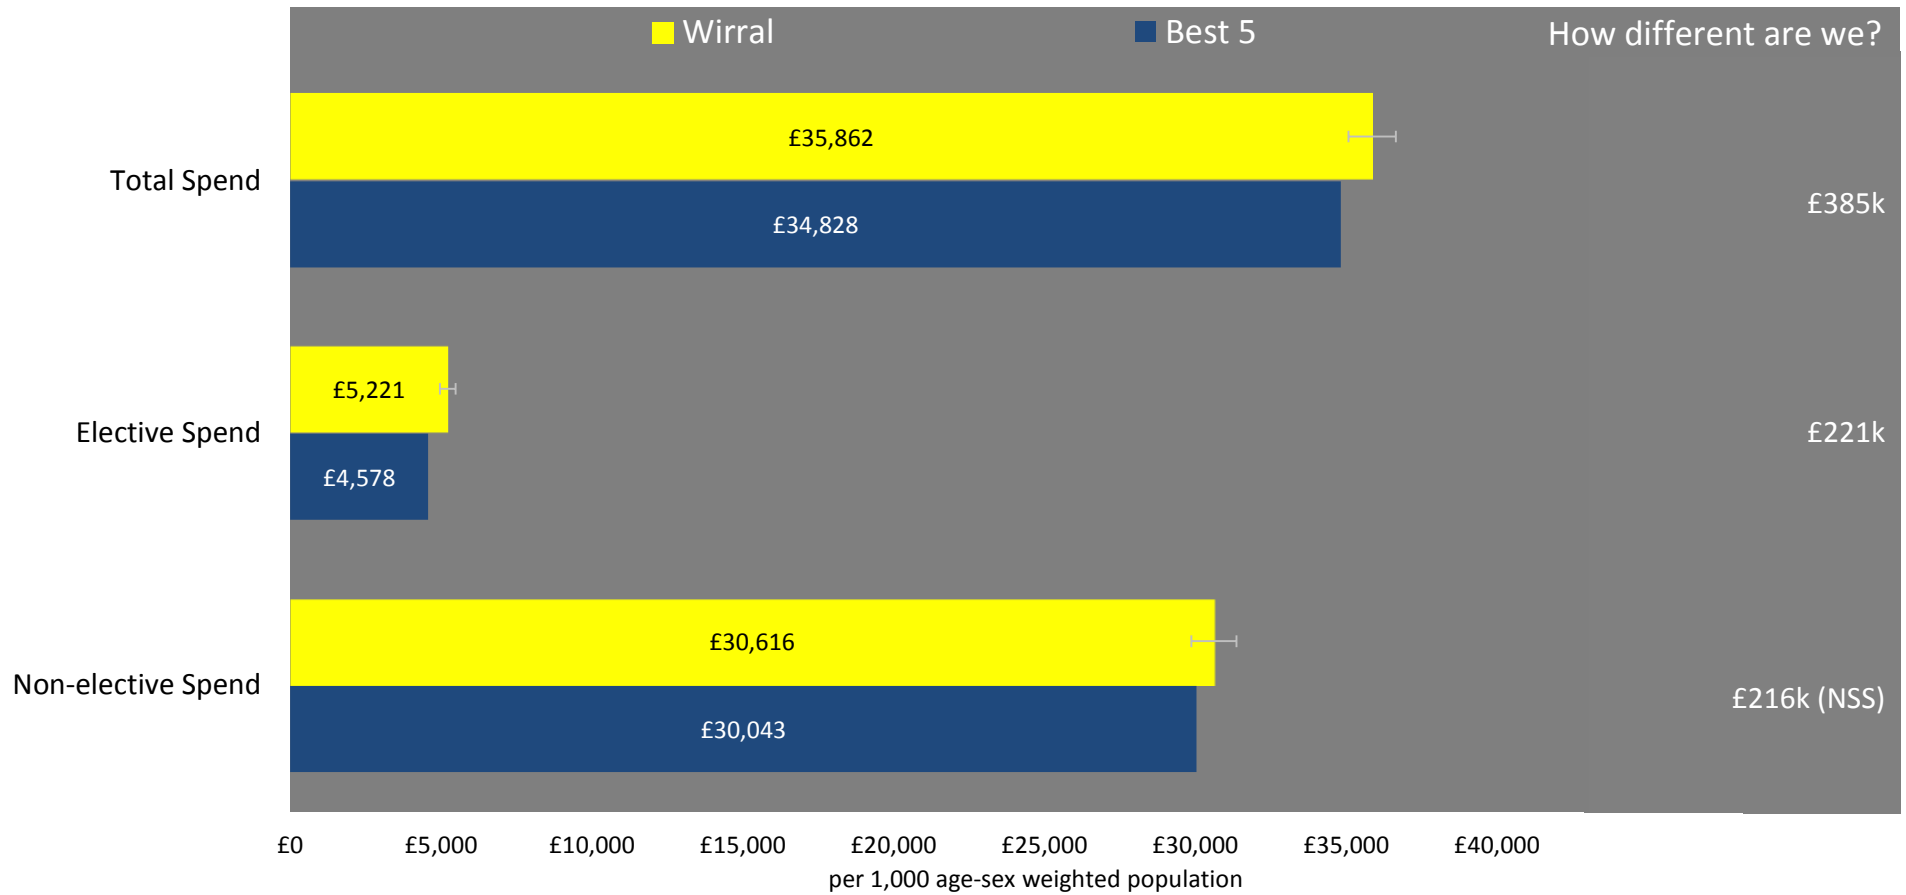 Wirral
Best 5
How different are we?
Total Spend
£35,862
£34,828
£385k
Elective Spend
£5,221
£4,578
£221k
Non-elective Spend
£30,616
£30,043
£216k (NSS)
£0 £5,000 £10,000 £15,000 £20,000 £25,000 £30,000 £35,000 £40,000
per 1,000 age-sex weighted population